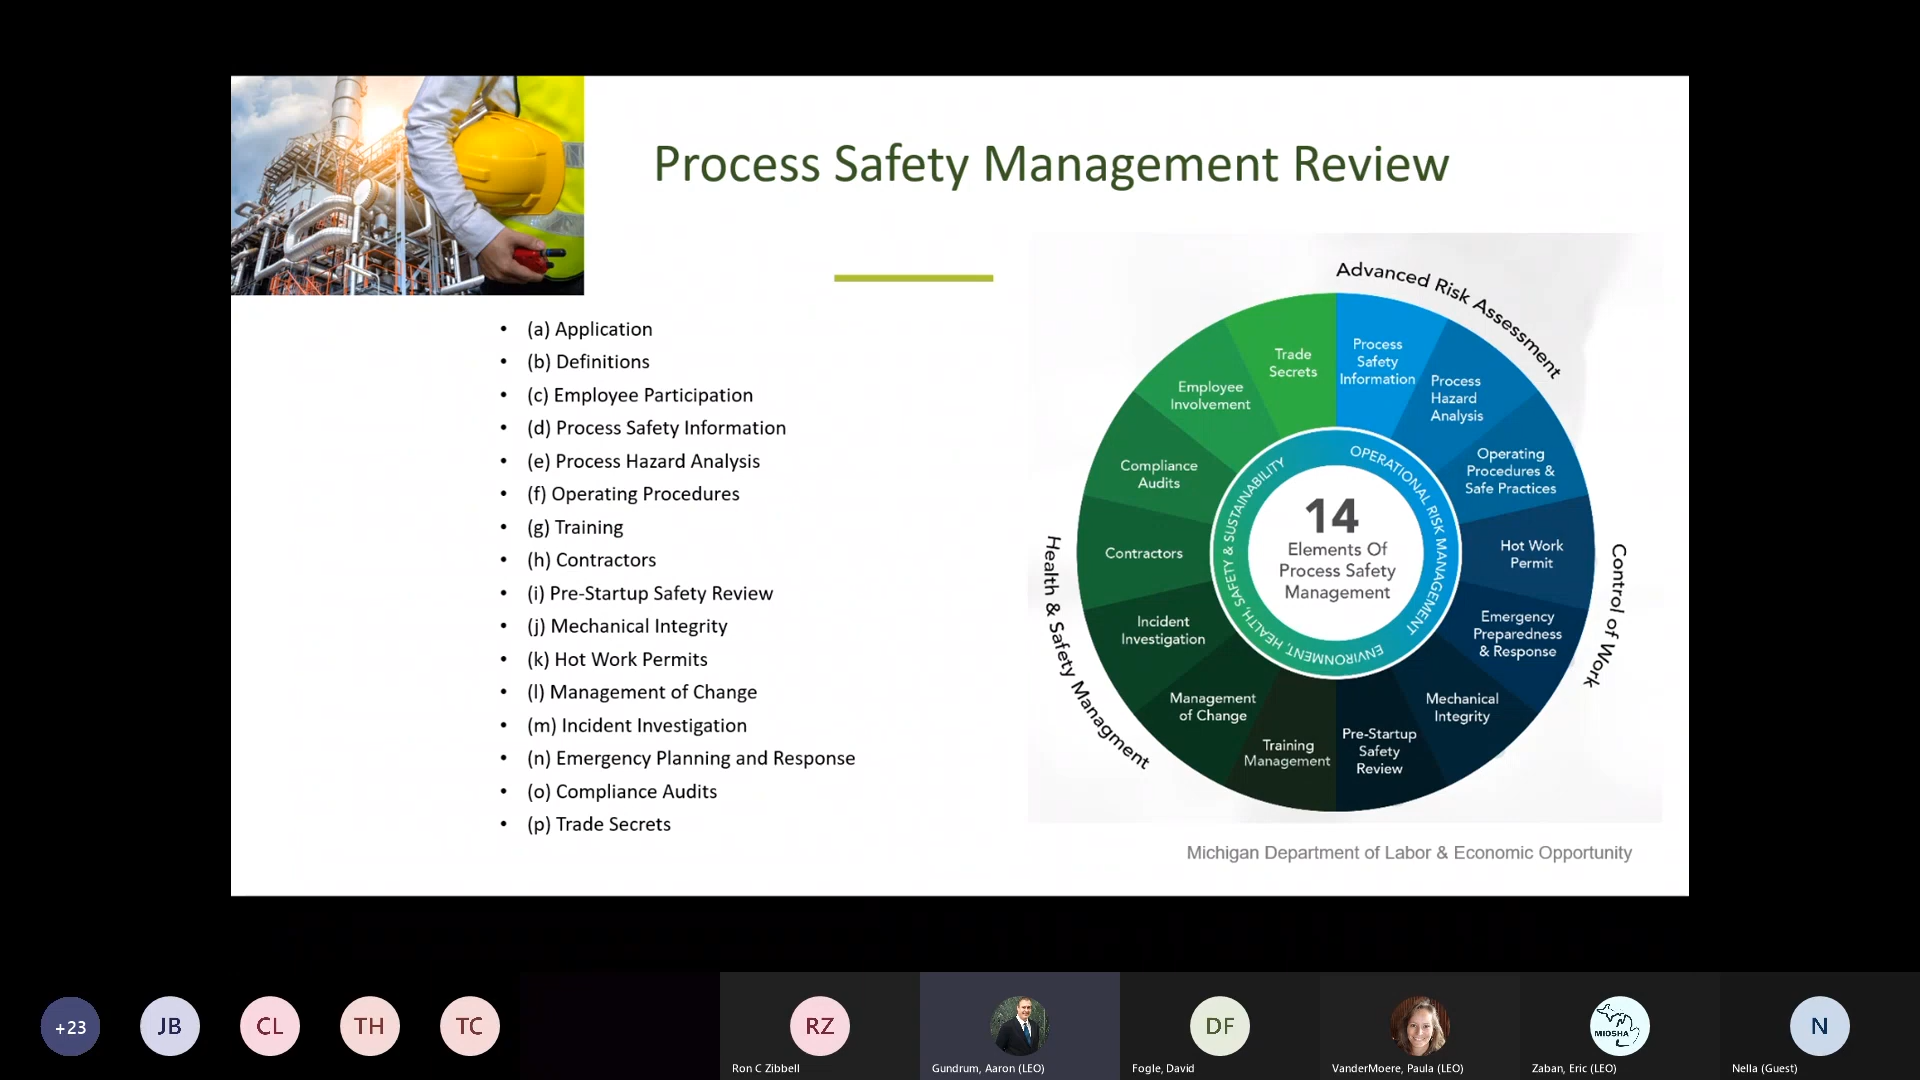 Process Safety Management Review
• (a) Application
• (b) Definitions
• (c) Employee Participation
• (d) Process Safety Information
• (e) Process Hazard Analysis
• (f) Operating Procedures
• (g) Training
• (h) Contractors
• (i) Pre-Startup Safety Review
• (j) Mechanical Integrity
• (k) Hot Work Permits
• (l) Management of Change
• (m) Incident Investigation
• (n) Emergency Planning and Response
• (o) Compliance Audits
• (p) Trade Secrets
Advanced Risk Assessment
Control of Work
Health & Safety Managment
Process
Safety
Information
Process
Hazard
Analysis
Operating
Procedures &
Safe Practices
Hot Work
Permit
Emergency
Preparedness
& Response
Mechanical
Integrity
Pre-Startup
Safety
Review
Training
Management
Management
of Change
Incident
Investigation
Contractors
Compliance
Audits
Employee
Involvement
Trade
Secrets
OPERATIONAL RISK MANAGEMENT
ENVIRONMENT, HEALTH, SAFETY & SUSTAINABILITY
14
Elements Of
Process Safety
Management
Michigan Department of Labor & Economic Opportunity
+23
JB
CL
TH
TC
RZ
Ron C Zibbell
Gundrum, Aaron (LEO)
DF
Fogle, David
VanderMoere, Paula (LEO)
MIOSHA
Zaban, Eric (LEO)
N
Nella (Guest)